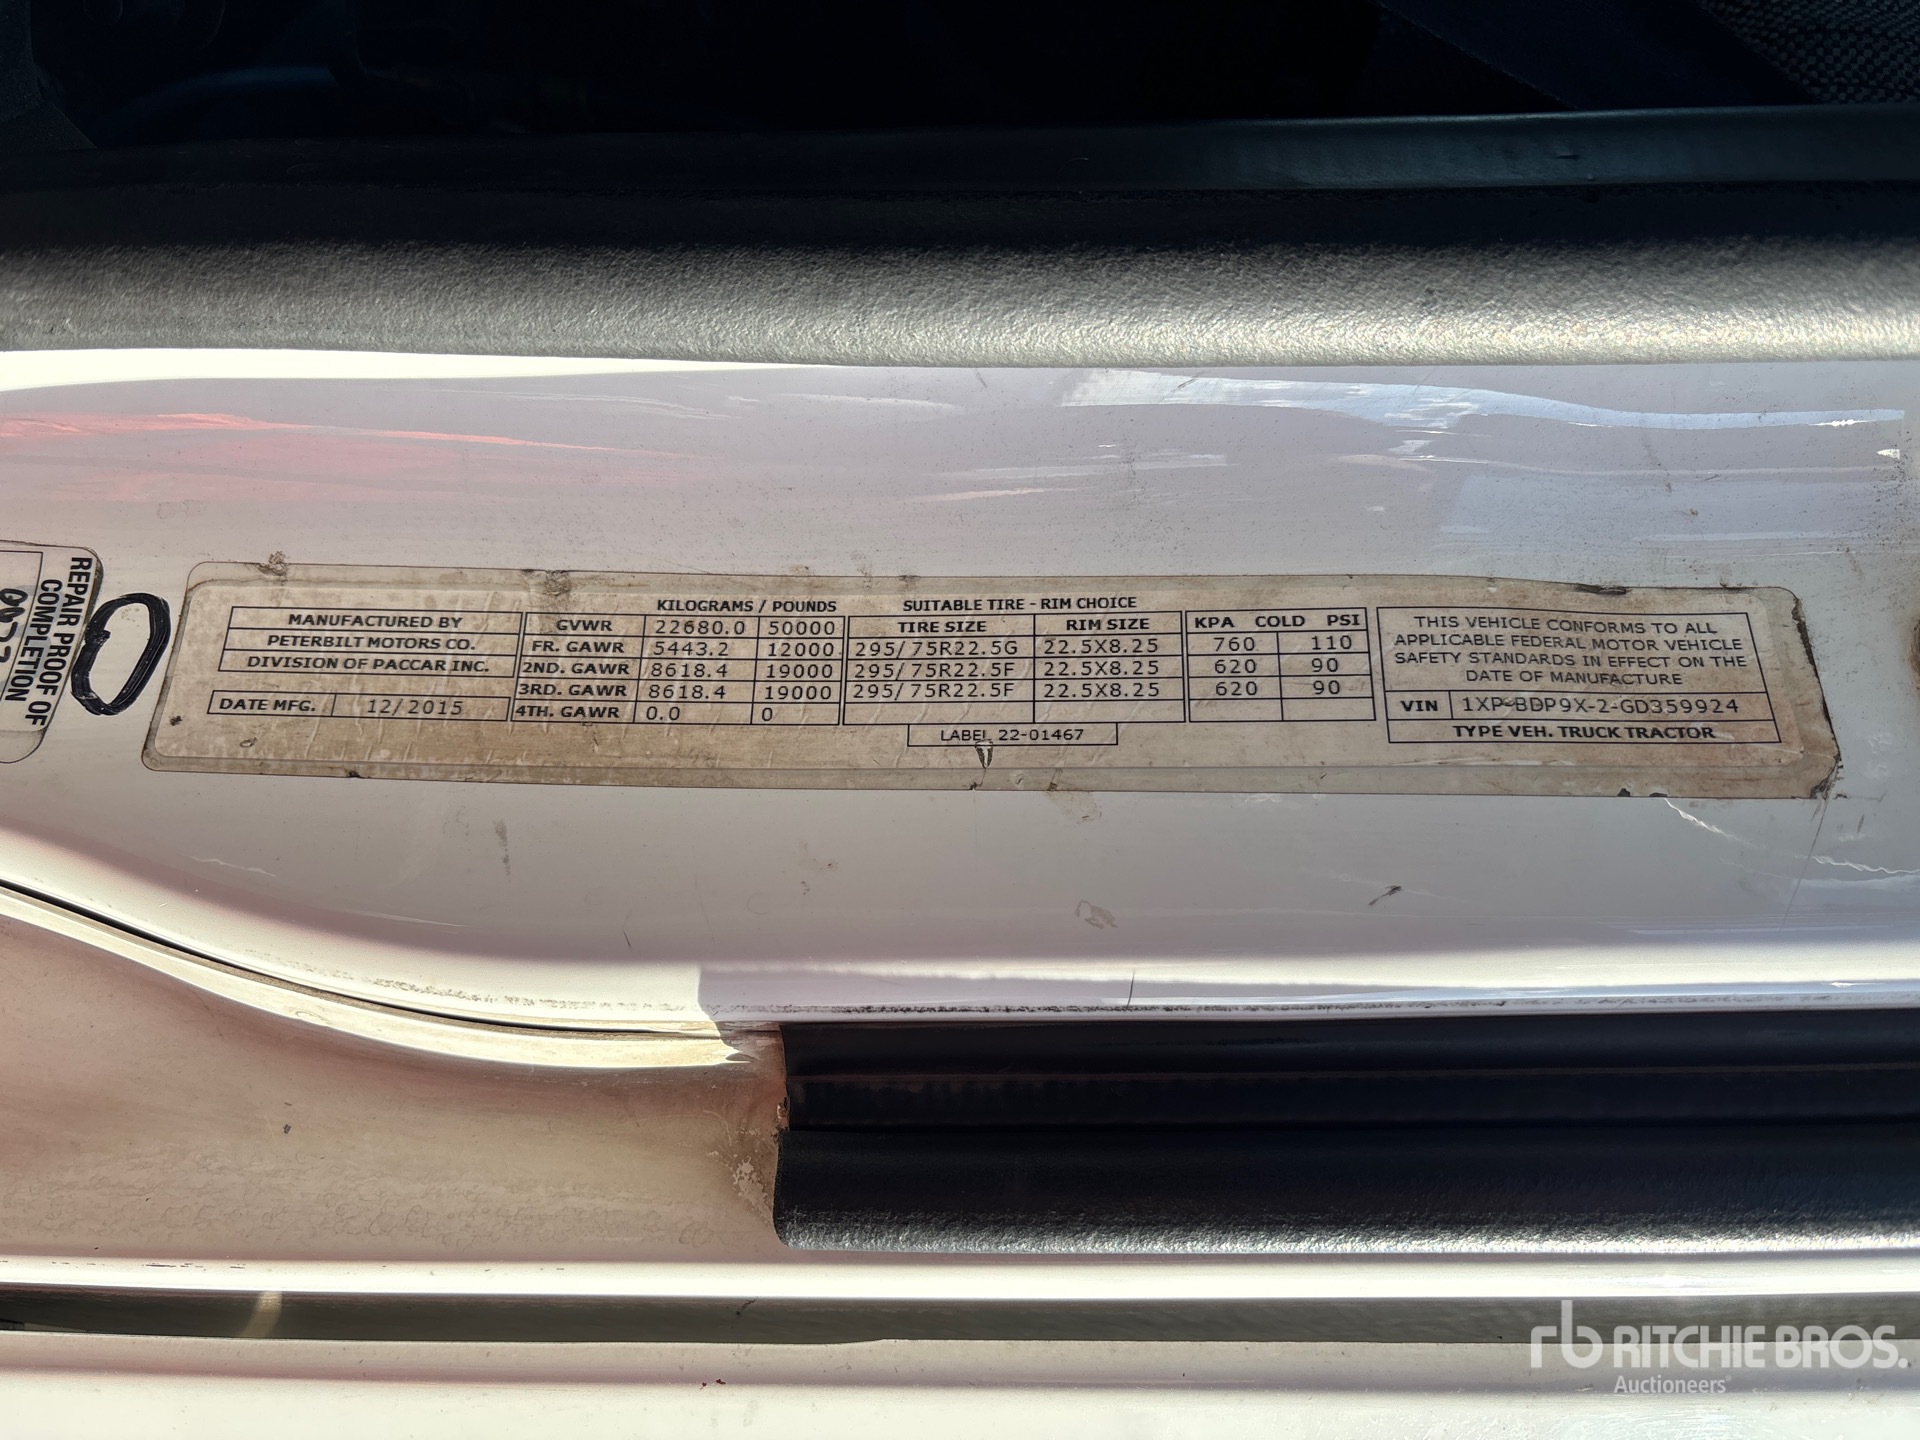 REPAIR PROOF OF
COMPLETION
KILOGRAMS / POUNDS
SUITABLE TIRE - RIM CHOICE
MANUFACTURED BY
PETERBILT MOTORS CO.
DIVISION OF PACCAR INC.
DATE MFG. 12/2015
GVWR 22680.0 50000
FR. GAWR 5443.2 12000
2ND. GAWR 8618.4 19000
3RD. GAWR 8618.4 19000
4TH. GAWR 0.0 0
TIRE SIZE RIM SIZE
295/75R22.5G 22.5X8.25
295/75R22.5F 22.5X8.25
295/75R22.5F 22.5X8.25
KPA COLD PSI
760 110
620 90
620 90
LABEL 22-01467
THIS VEHICLE CONFORMS TO ALL
APPLICABLE FEDERAL MOTOR VEHICLE
SAFETY STANDARDS IN EFFECT ON THE
DATE OF MANUFACTURE
VIN 1XP-BDP9X-2-GD359924
TYPE VEH. TRUCK TRACTOR
rb RITCHIE BROS.
Auctioneers